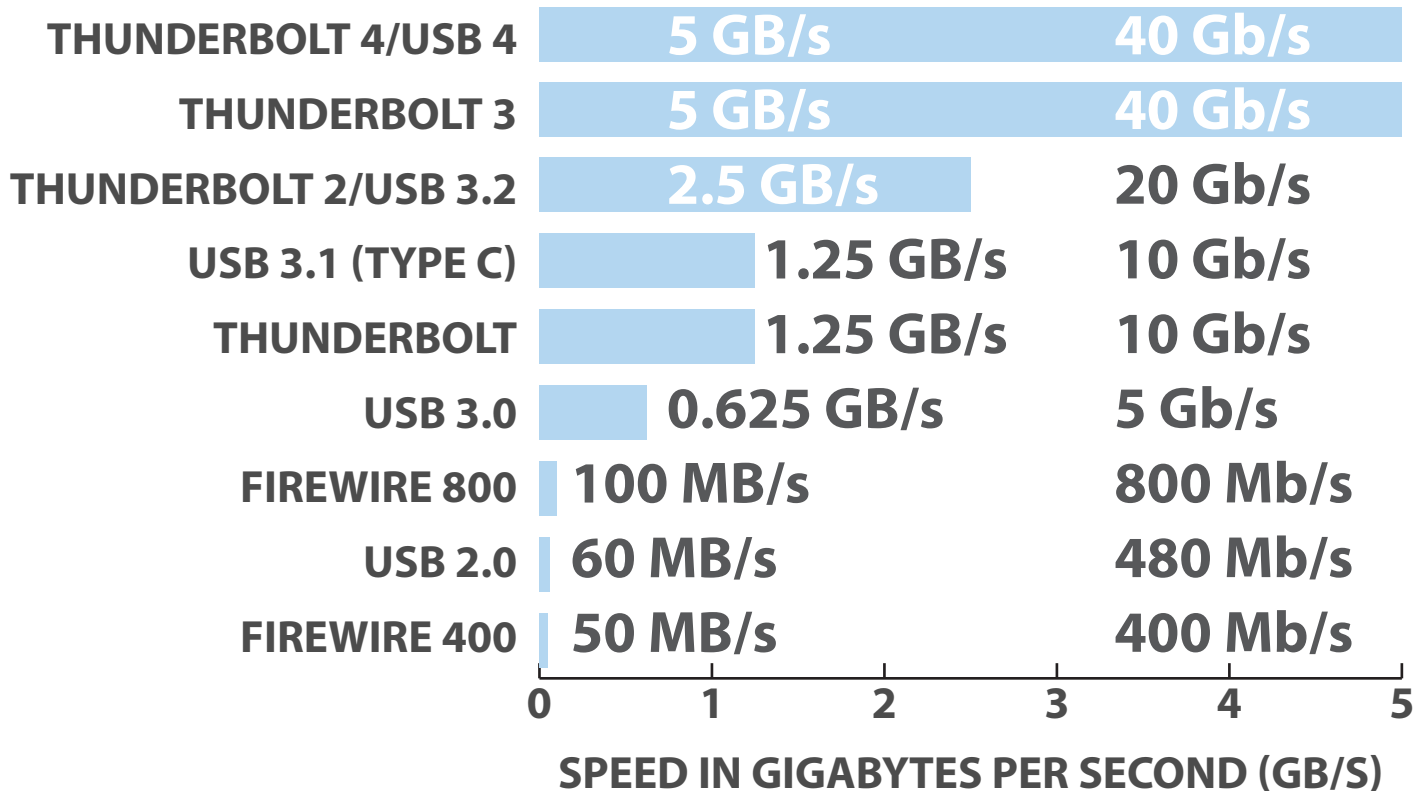 THUNDERBOLT 4/USB 4 5 GB/s 40 Gb/s
THUNDERBOLT 3 5 GB/s 40 Gb/s
THUNDERBOLT 2/USB 3.2 2.5 GB/s 20 Gb/s
USB 3.1 (TYPE C) 1.25 GB/s 10 Gb/s
THUNDERBOLT 1.25 GB/s 10 Gb/s
USB 3.0 0.625 GB/s 5 Gb/s
FIREWIRE 800 100 MB/s 800 Mb/s
USB 2.0 60 MB/s 480 Mb/s
FIREWIRE 400 50 MB/s 400 Mb/s
0 1 2 3 4 5
SPEED IN GIGABYTES PER SECOND (GB/S)